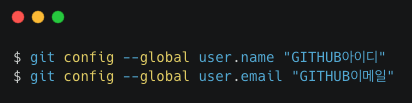 $ git config --global user.name "GITHUB아이디"
$ git config --global user.email "GITHUB이메일"